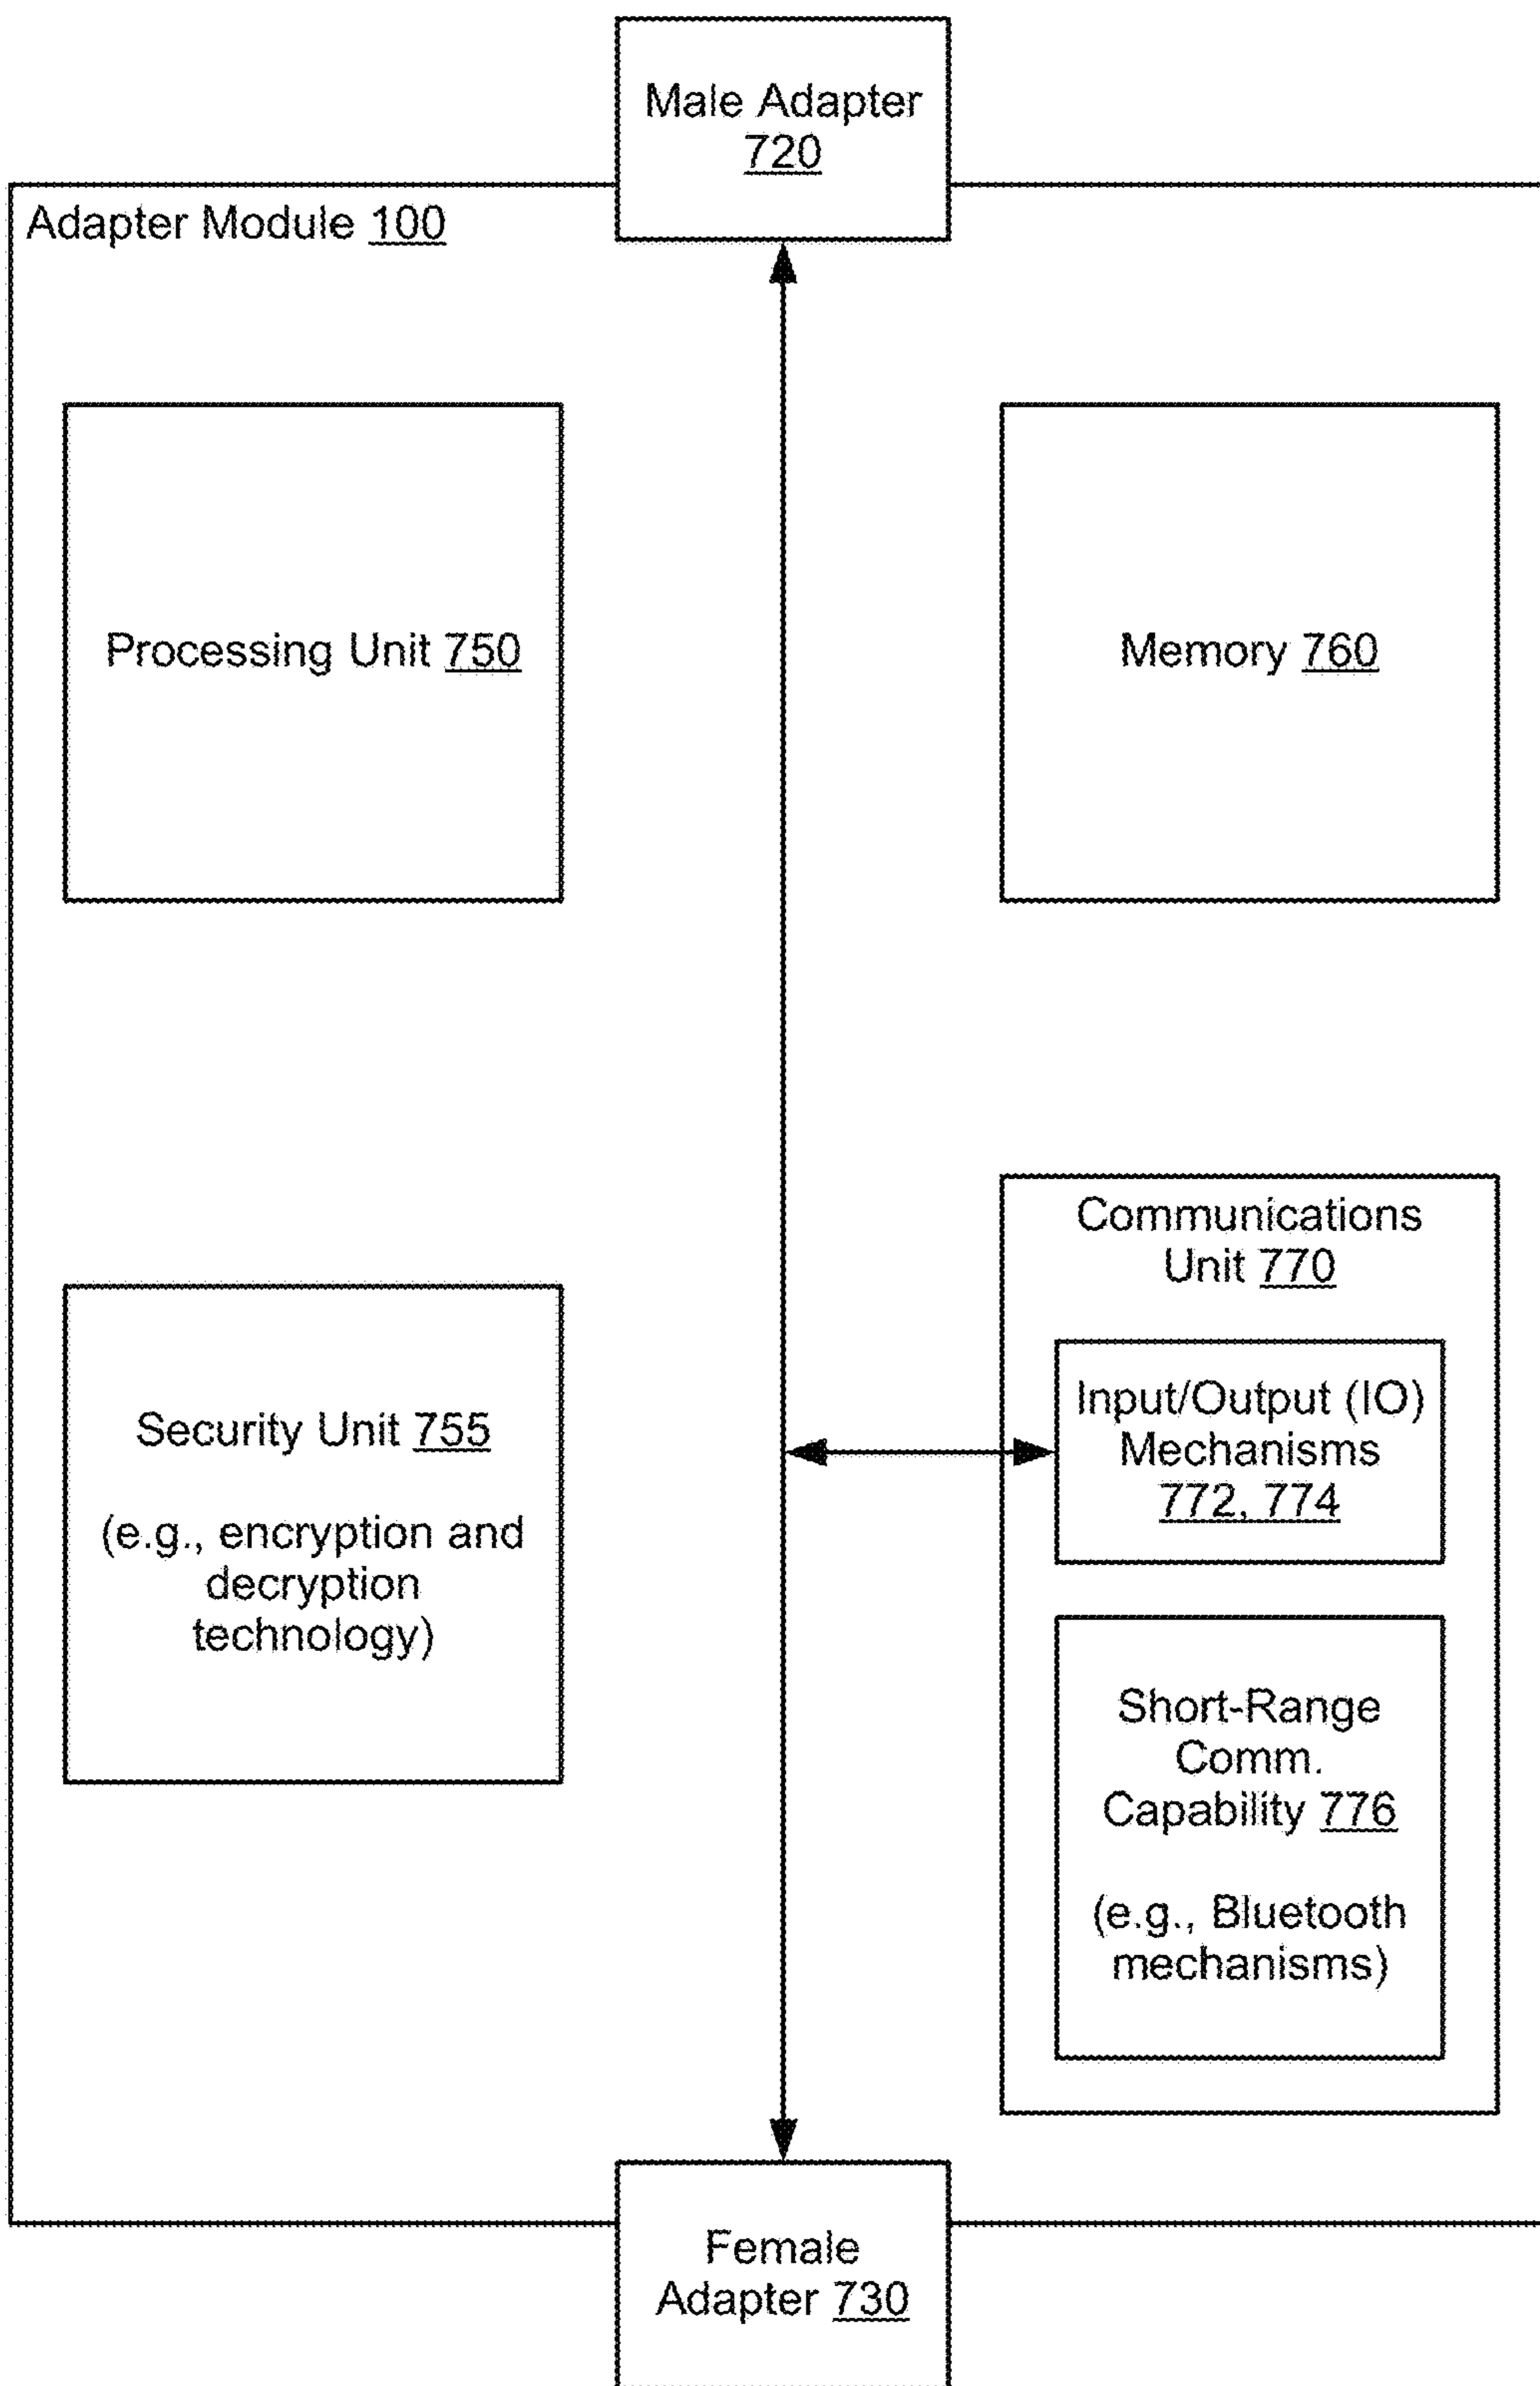 Male Adapter
720
Adapter Module 100
Processing Unit 750
Memory 760
Communications
Unit 770
Input/Output (IO)
Mechanisms
772, 774
Security Unit 755
(e.g., encryption and
decryption
technology)
Short-Range
Comm.
Capability 776
(e.g., Bluetooth
mechanisms)
Female
Adapter 730